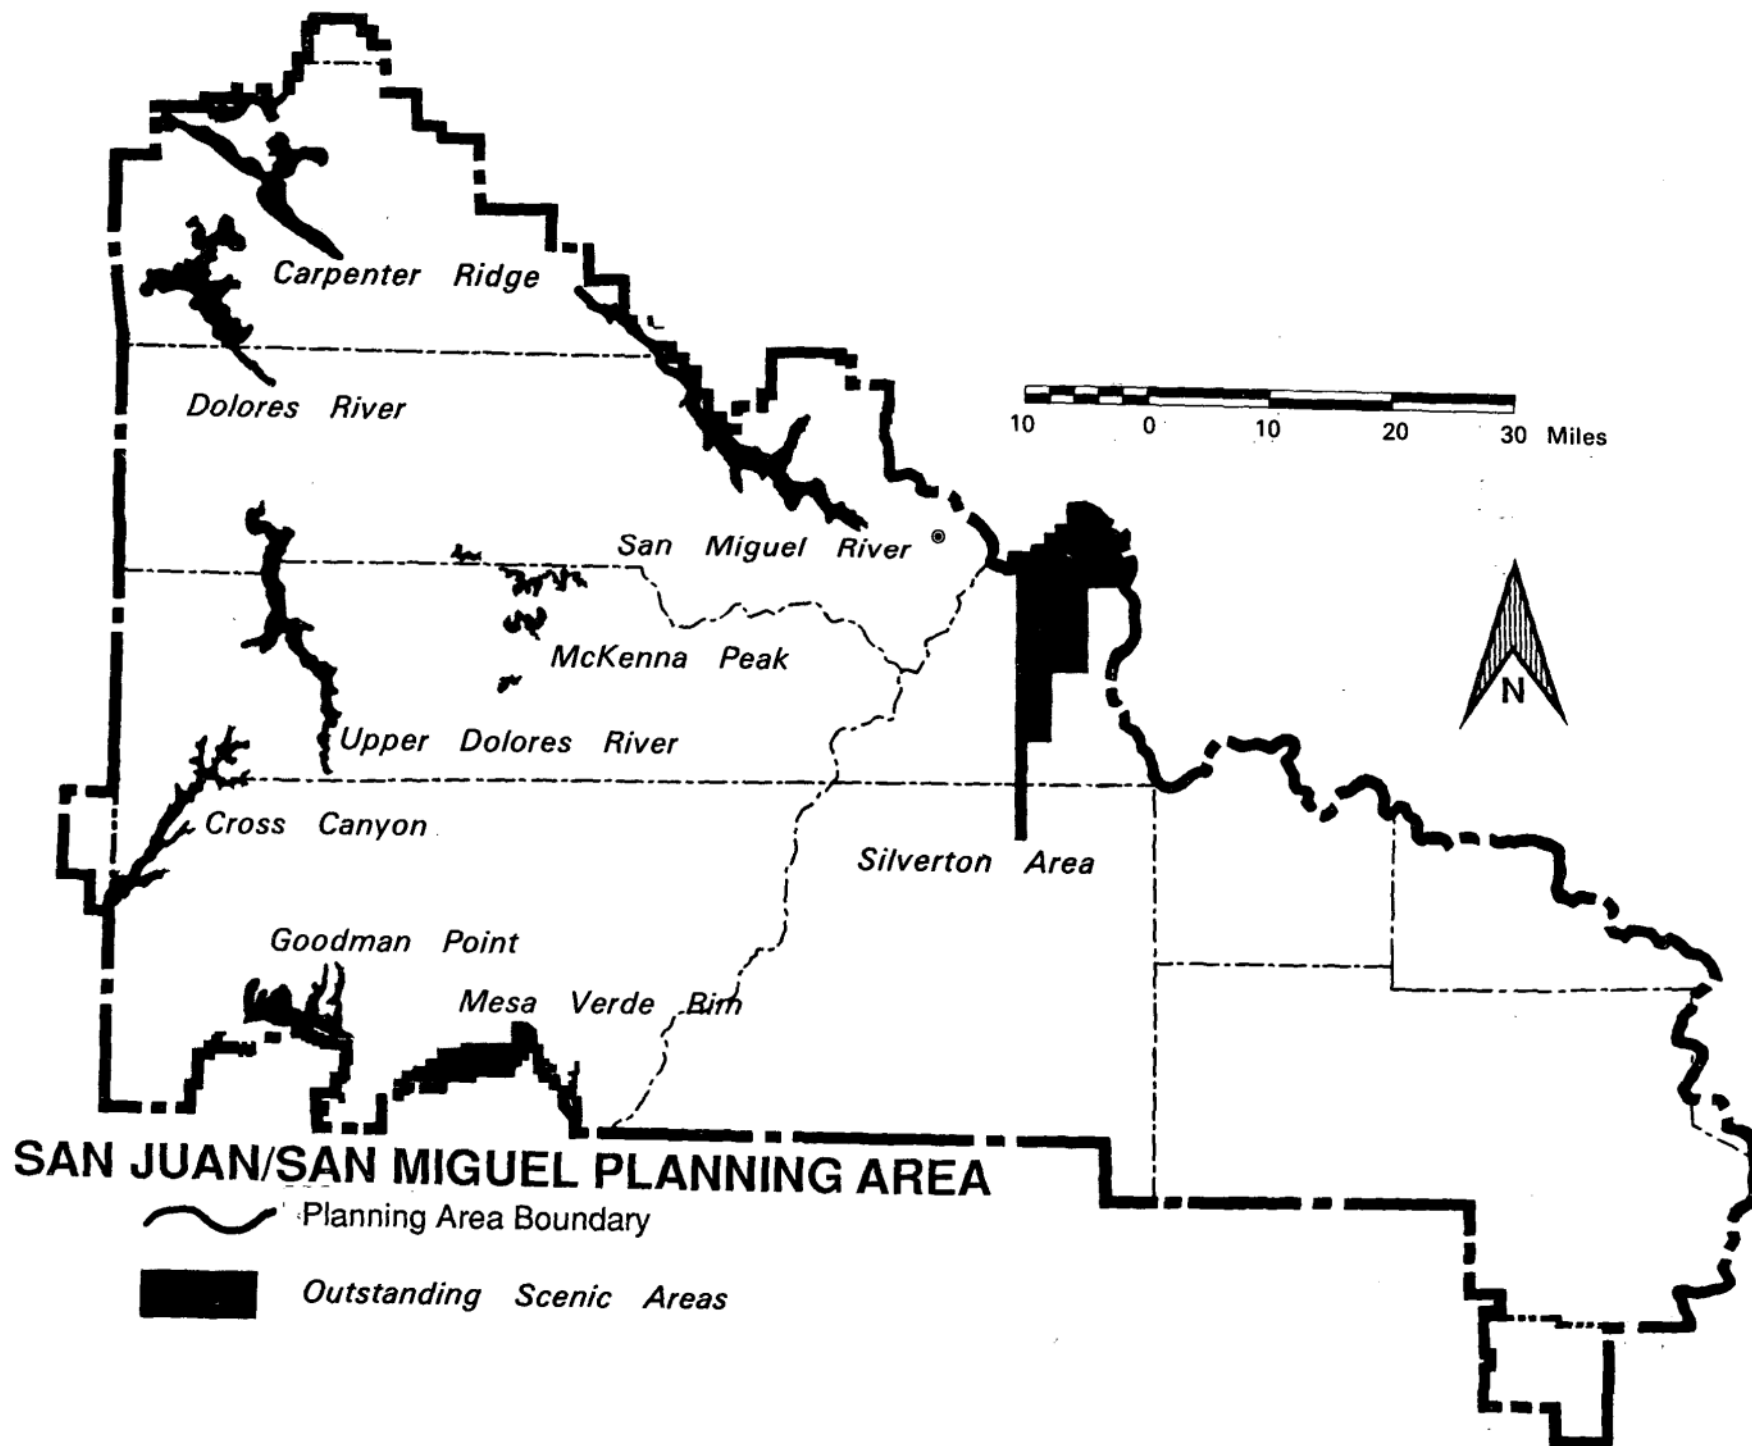 Carpenter Ridge
Dolores River
10 0 10 20 30 Miles
San Miguel River
McKenna Peak
N
Upper Dolores River
Cross Canyon
Silverton Area
Goodman Point
Mesa Verde Rim
SAN JUAN/SAN MIGUEL PLANNING AREA
Planning Area Boundary
Outstanding Scenic Areas